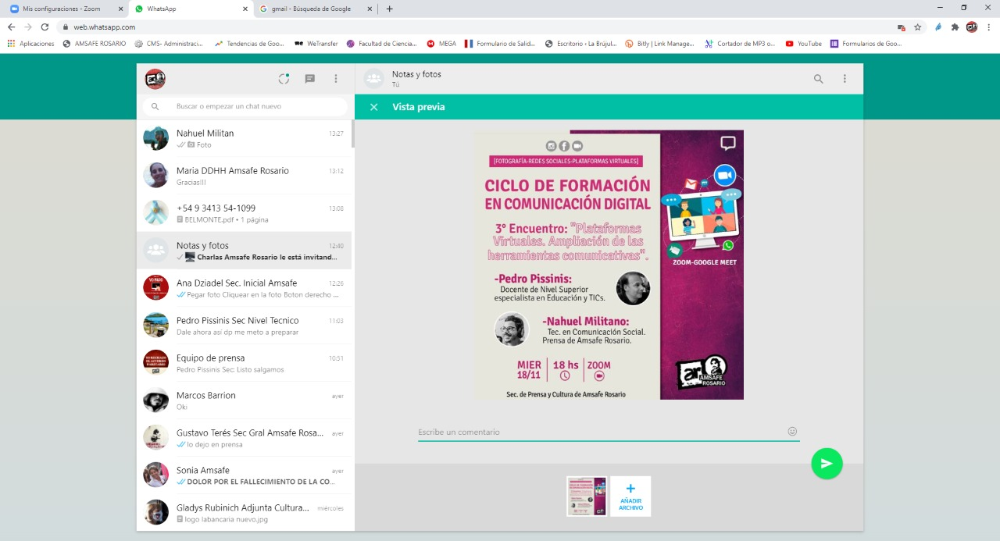 Mis configuraciones - Zoom
WhatsApp
gmail - Búsqueda de Google
web.whatsapp.com
Aplicaciones
AMSAFE ROSARIO
CMS- Administraci...
Tendencias de Goo...
WeTransfer
Facultad de Ciencia...
MEGA
Formulario de Salid...
Escritorio ‹ La Brújul...
Bitly | Link Manage...
Cortador de MP3 o...
YouTube
Formularios de Goo...
Buscar o empezar un chat nuevo
Nahuel Militan 13:27
Foto
Maria DDHH Amsafe Rosario 13:12
Gracias!!!
+54 9 3413 54-1099 13:08
BELMONTE.pdf • 1 página
Notas y fotos 12:40
Charlas Amsafe Rosario le está invitand...
Ana Dziadel Sec. Inicial Amsafe 12:26
Pegar foto Cliquear en la foto Boton derecho ...
Pedro Pissinis Sec Nivel Tecnico 11:03
Dale ahora así dp me meto a preparar
Equipo de prensa 10:51
Pedro Pissinis Sec: Listo salgamos
Marcos Barrion ayer
Oki
Gustavo Terés Sec Gral Amsafe Rosa... ayer
lo dejo en prensa
Sonia Amsafe ayer
DOLOR POR EL FALLECIMIENTO DE LA CO...
Gladys Rubinich Adjunta Cultura... miércoles
logo labancaria nuevo.jpg
Notas y fotos
Tú
Vista previa
[FOTOGRAFÍA-REDES SOCIALES-PLATAFORMAS VIRTUALES]
CICLO DE FORMACIÓN
EN COMUNICACIÓN DIGITAL
3° Encuentro: "Plataformas
Virtuales. Ampliación de las
herramientas comunicativas".
-Pedro Pissinis:
Docente de Nivel Superior
especialista en Educación y TICs.
-Nahuel Militano:
Tec. en Comunicación Social.
Prensa de Amsafe Rosario.
MIER
18/11
18 hs
ZOOM
Sec. de Prensa y Cultura de Amsafe Rosario
ZOOM-GOOGLE MEET
ar
AMSAFE
ROSARIO
Escribe un comentario
AÑADIR
ARCHIVO